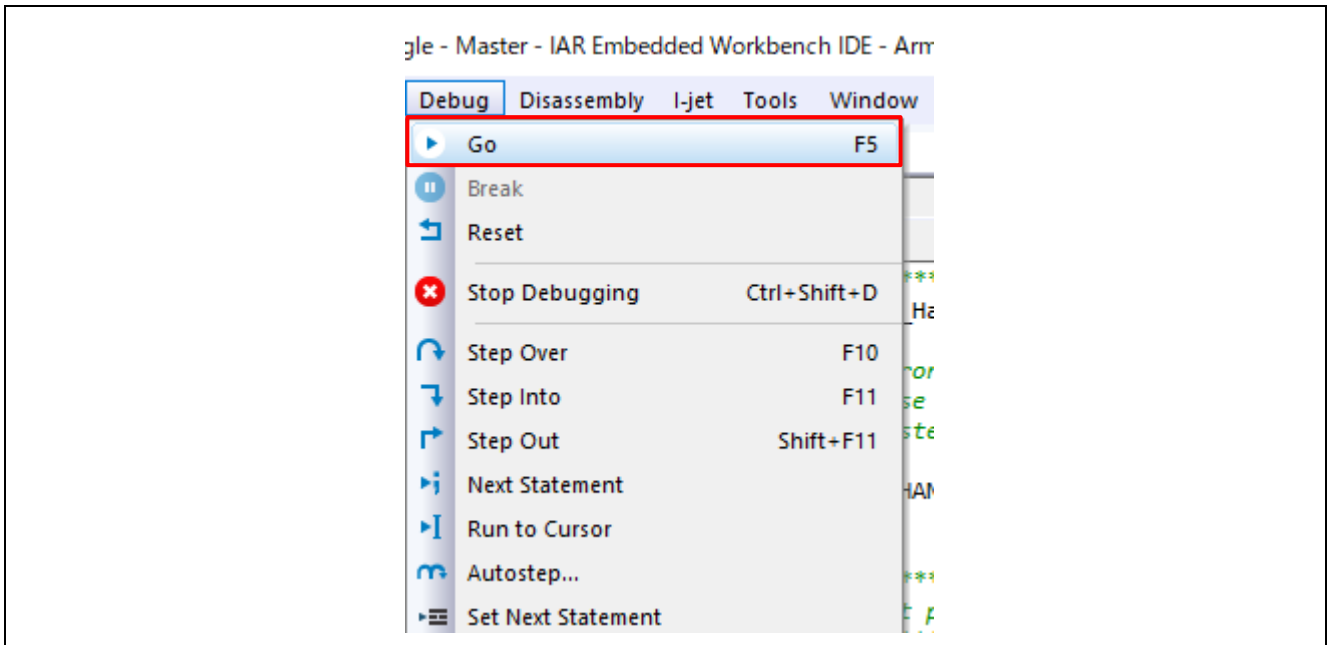 gle - Master - IAR Embedded Workbench IDE - Arm
Debug Disassembly I-jet Tools Window
Go F5
Break
Reset
Stop Debugging Ctrl+Shift+D
Step Over F10
Step Into F11
Step Out Shift+F11
Next Statement
Run to Cursor
Autostep...
Set Next Statement